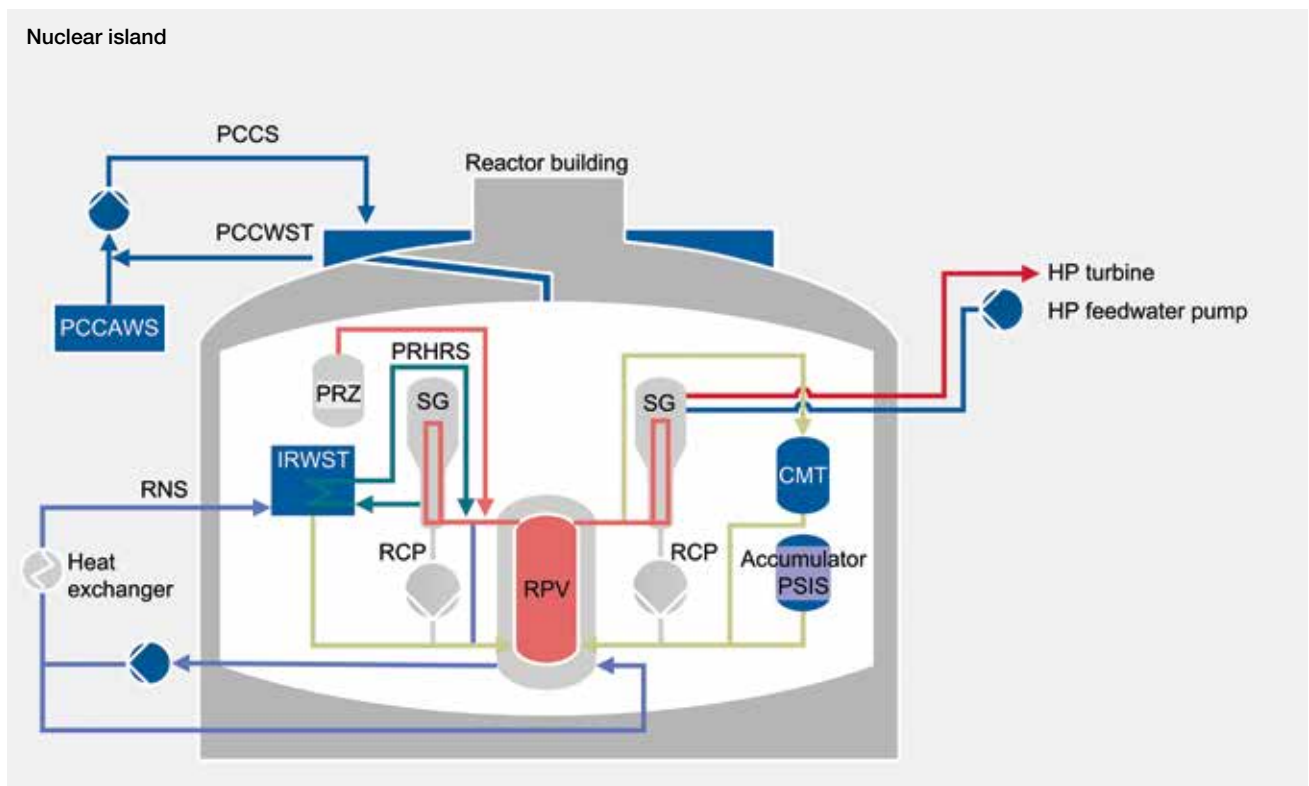 Nuclear island
PCCS
Reactor building
PCCWST
HP turbine
PCCAWS
HP feedwater pump
PRHRS
PRZ
SG
SG
IRWST
CMT
RNS
RCP
RCP
Accumulator
PSIS
Heat
exchanger
RPV